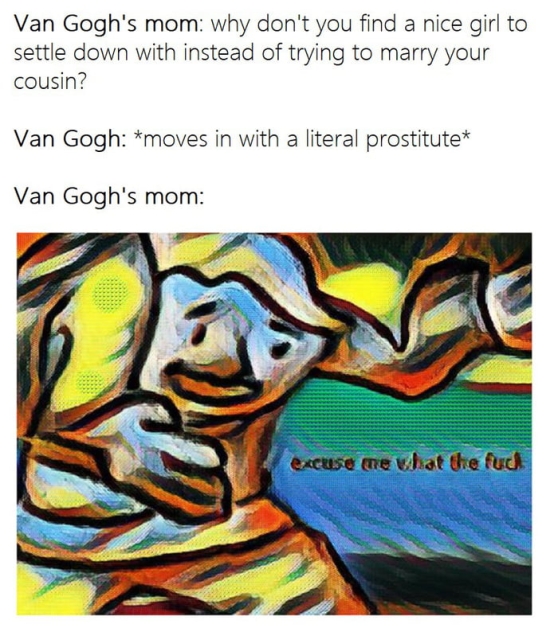 Van Gogh's mom: why don't you find a nice girl to
settle down with instead of trying to marry your
cousin?
Van Gogh: *moves in with a literal prostitute*
Van Gogh's mom:
excuse me what the fuck